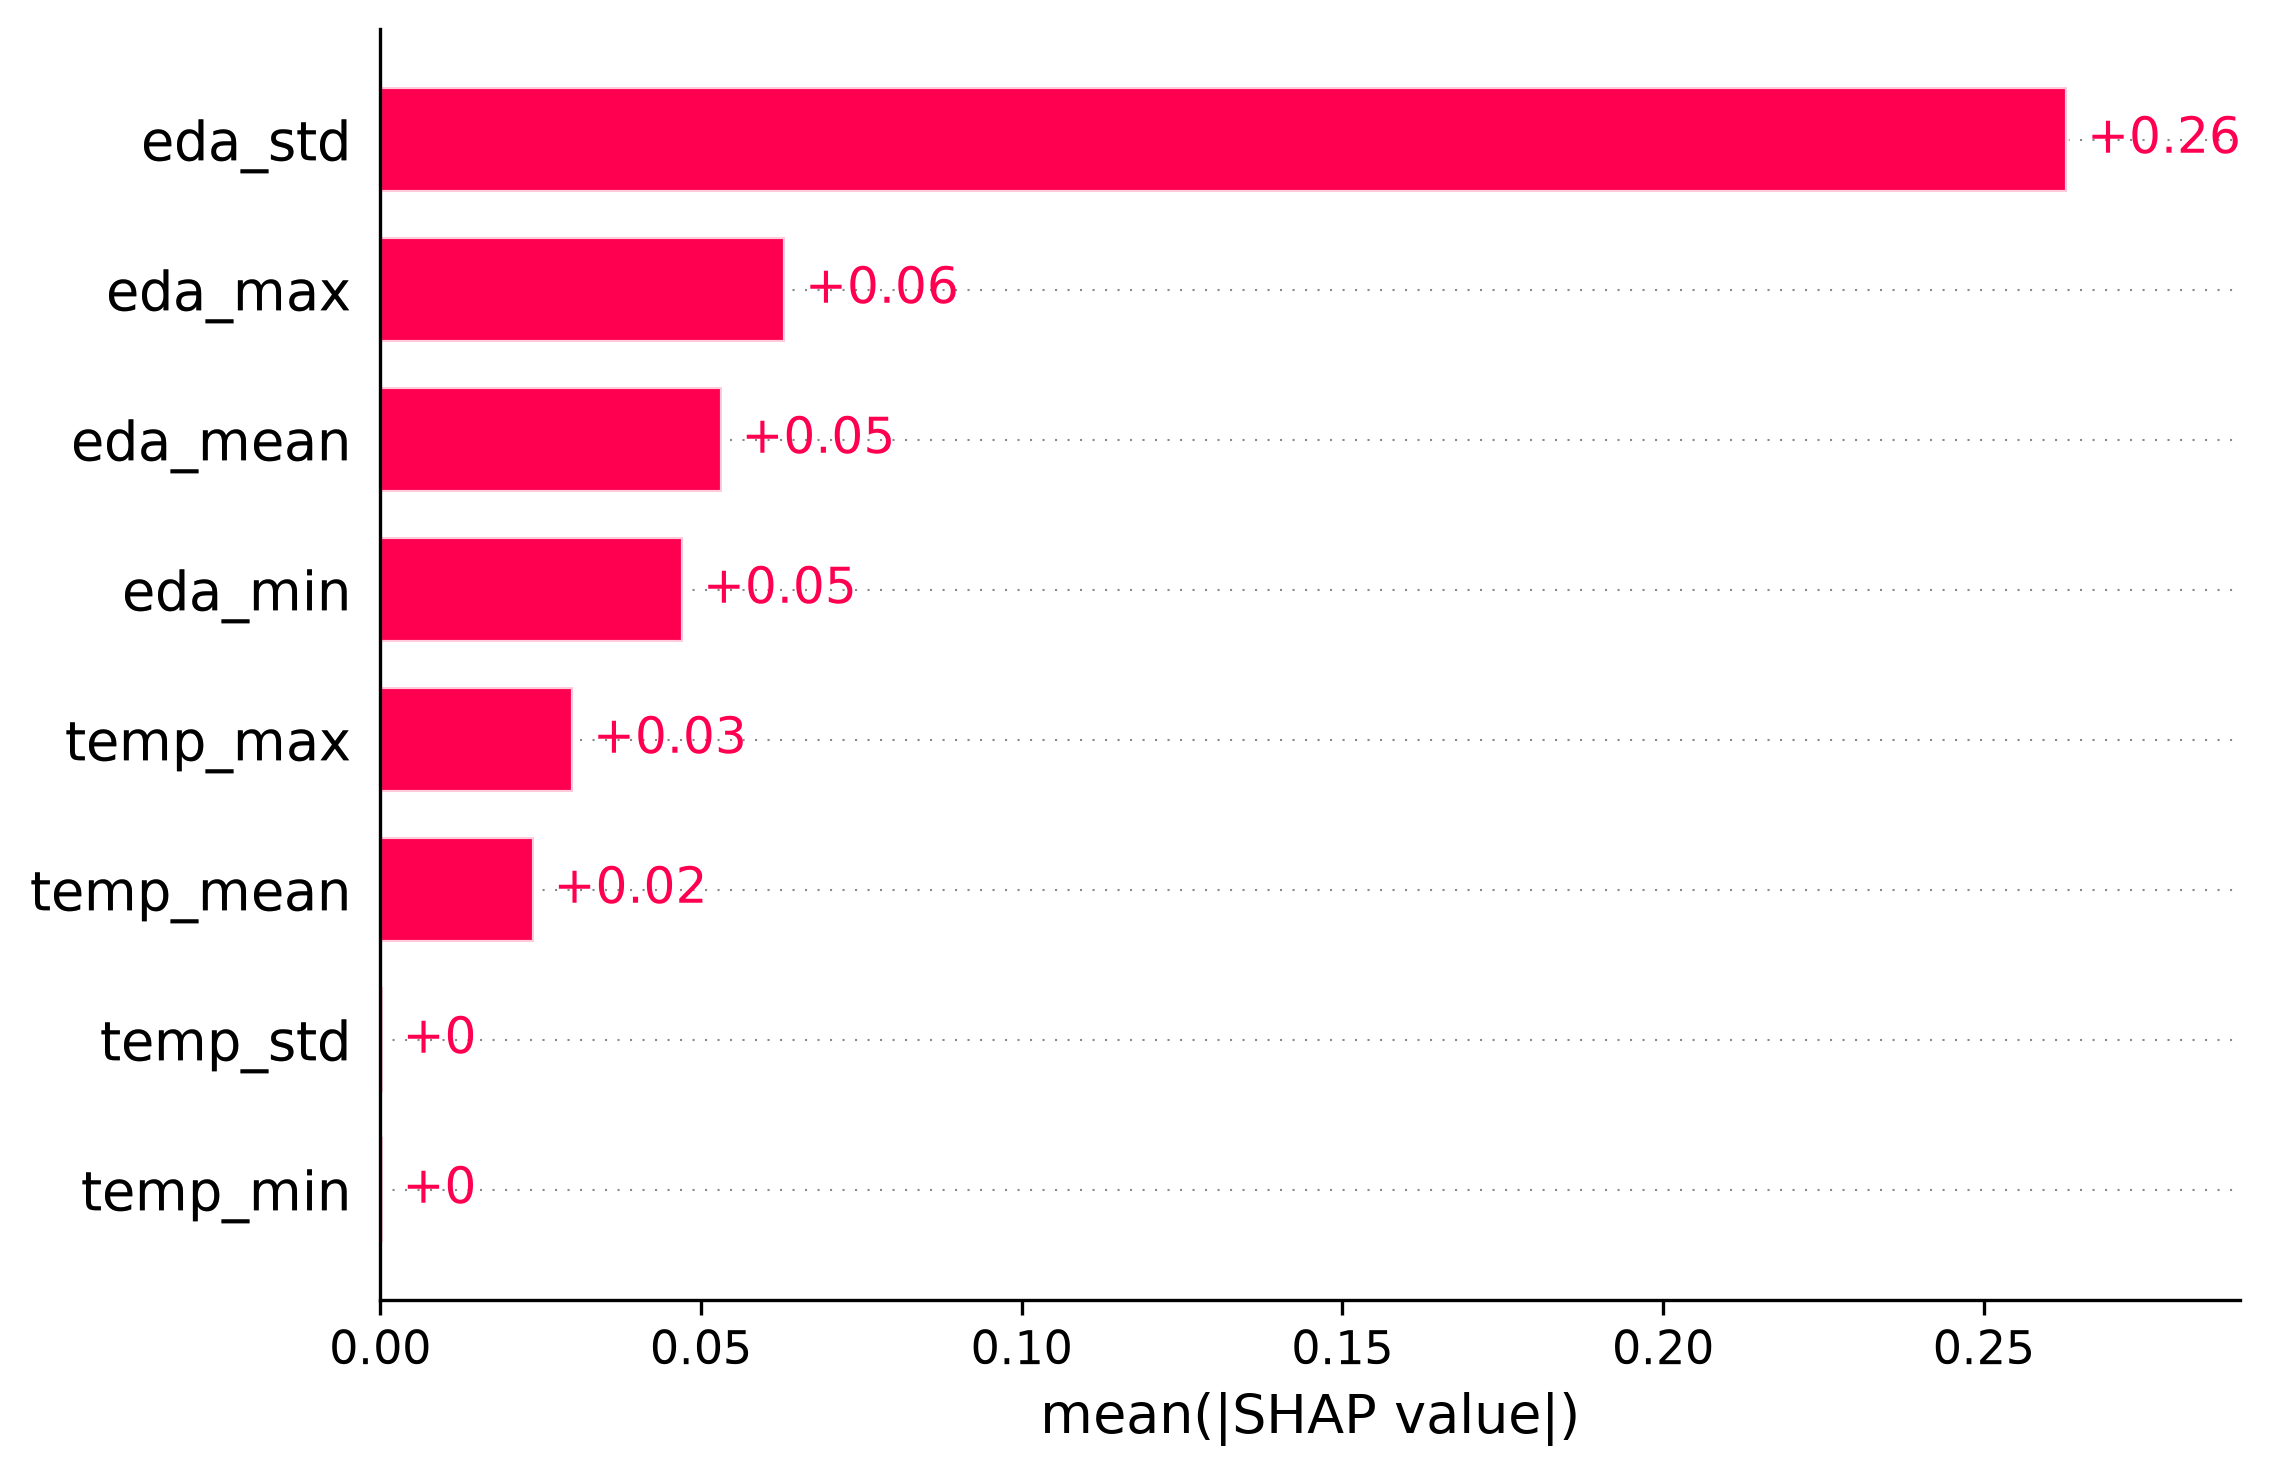 eda_std +0.26
eda_max +0.06
eda_mean +0.05
eda_min +0.05
temp_max +0.03
temp_mean +0.02
temp_std +0
temp_min +0
0.00 0.05 0.10 0.15 0.20 0.25
mean(|SHAP value|)